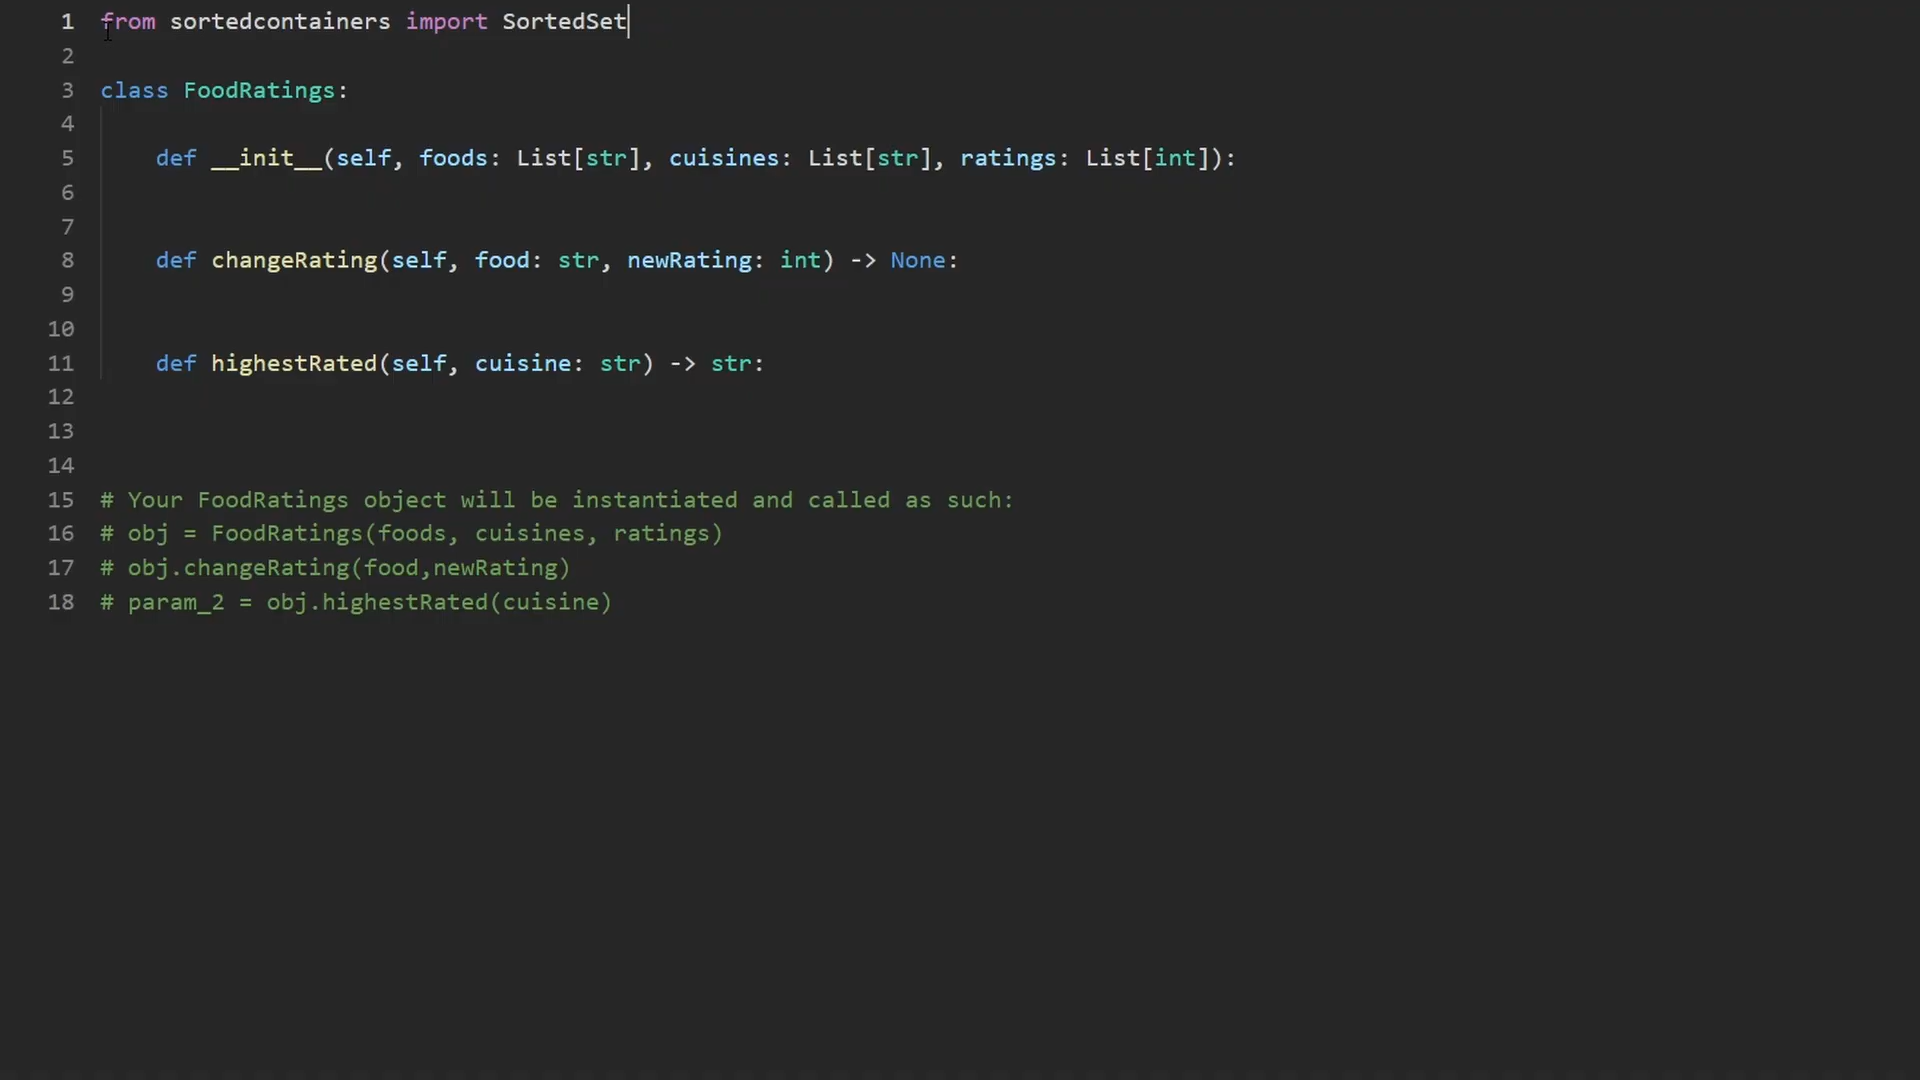 1 from sortedcontainers import SortedSet
2
3 class FoodRatings:
4
5     def __init__(self, foods: List[str], cuisines: List[str], ratings: List[int]):
6
7
8     def changeRating(self, food: str, newRating: int) -> None:
9
10
11     def highestRated(self, cuisine: str) -> str:
12
13
14
15 # Your FoodRatings object will be instantiated and called as such:
16 # obj = FoodRatings(foods, cuisines, ratings)
17 # obj.changeRating(food,newRating)
18 # param_2 = obj.highestRated(cuisine)